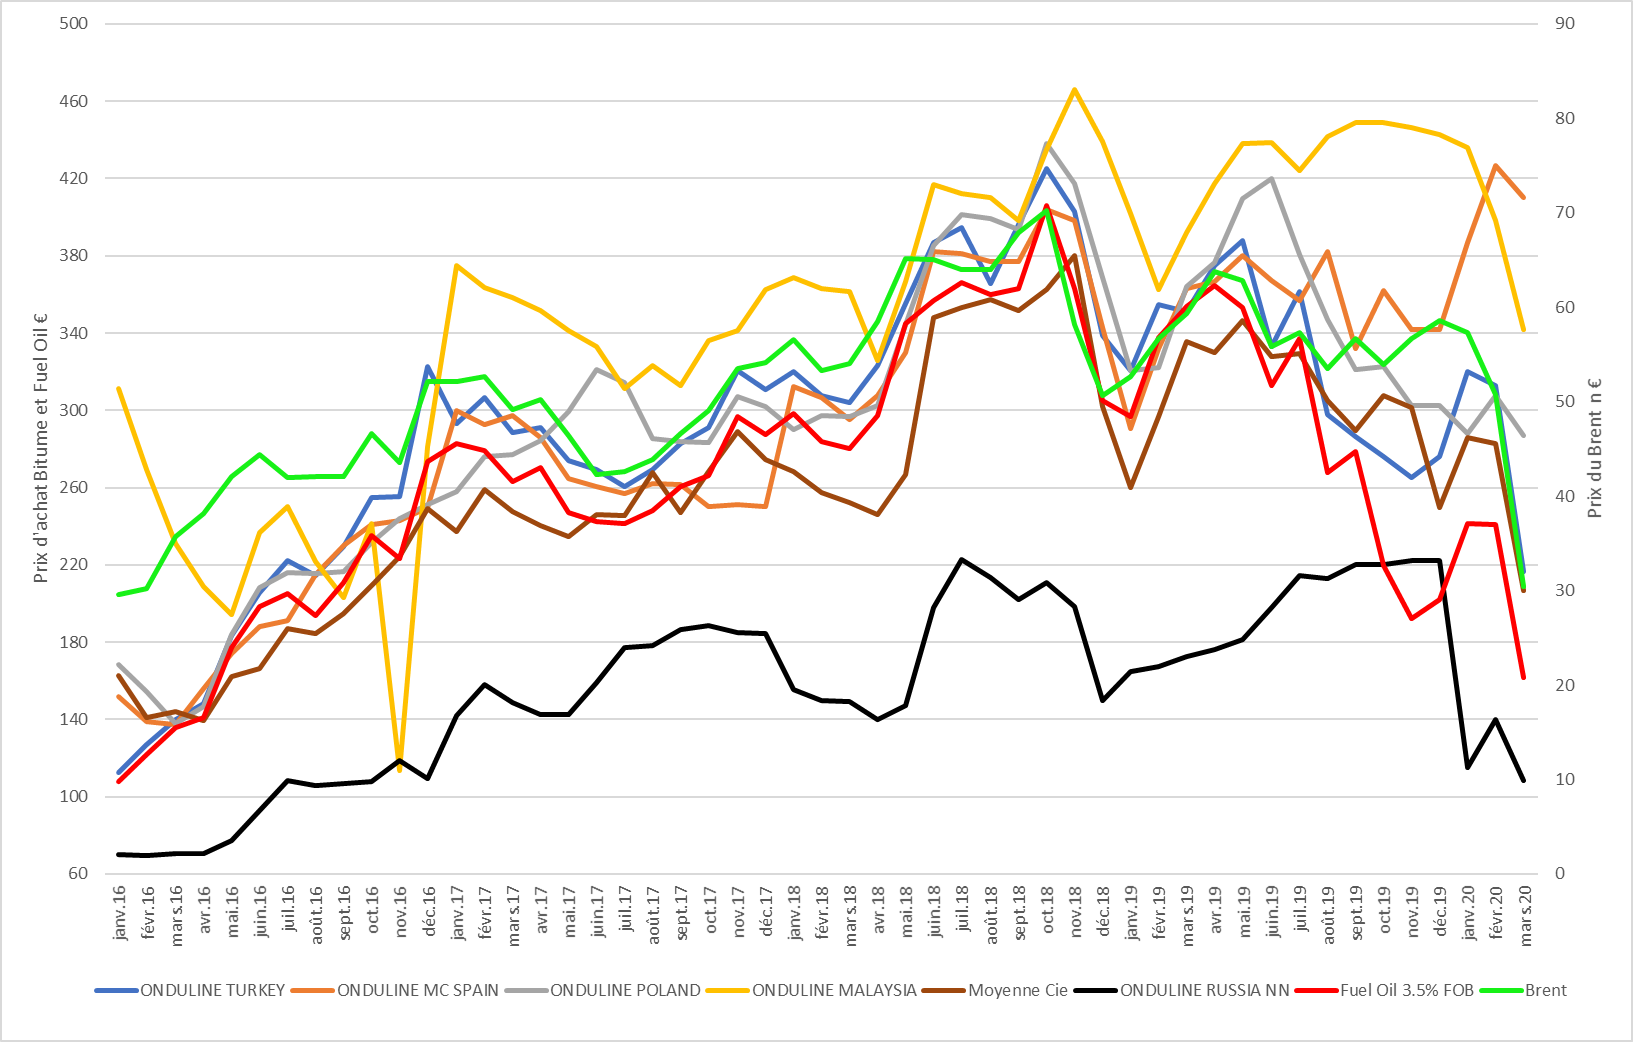 500
460
420
380
340
300
260
220
180
140
100
60
Prix d'achat Bitume et Fuel Oil €
90
80
70
60
50
40
30
20
10
0
Prix du Brent n €
janv.16
févr.16
mars.16
avr.16
mai.16
juin.16
juil.16
août.16
sept.16
oct.16
nov.16
déc.16
janv.17
févr.17
mars.17
avr.17
mai.17
juin.17
juil.17
août.17
sept.17
oct.17
nov.17
déc.17
janv.18
févr.18
mars.18
avr.18
mai.18
juin.18
juil.18
août.18
sept.18
oct.18
nov.18
déc.18
janv.19
févr.19
mars.19
avr.19
mai.19
juin.19
juil.19
août.19
sept.19
oct.19
nov.19
déc.19
janv.20
févr.20
mars.20
ONDULINE TURKEY ONDULINE MC SPAIN ONDULINE POLAND ONDULINE MALAYSIA Moyenne Cie ONDULINE RUSSIA NN Fuel Oil 3.5% FOB Brent